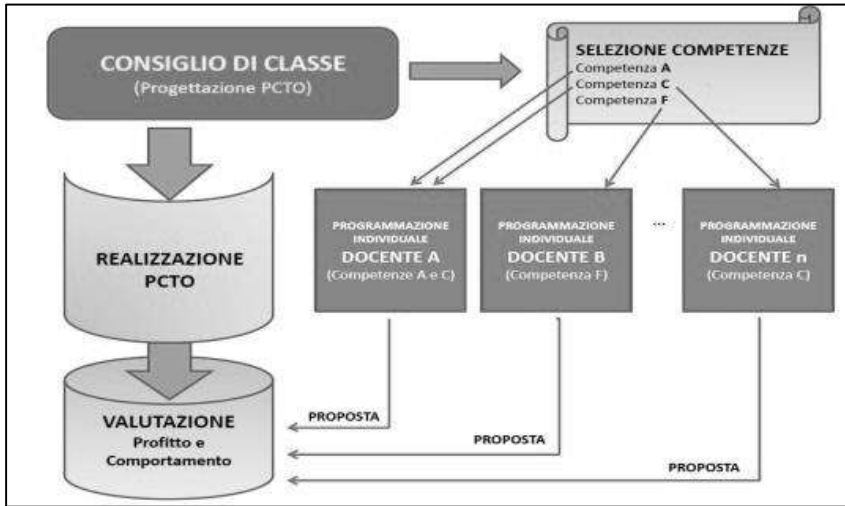 CONSIGLIO DI CLASSE
(Progettazione PCTO)
SELEZIONE COMPETENZE
Competenza A
Competenza C
Competenza F
REALIZZAZIONE
PCTO
PROGRAMMAZIONE
INDIVIDUALE
DOCENTE A
(Competenze A e C)
PROGRAMMAZIONE
INDIVIDUALE
DOCENTE B
(Competenza F)
...
PROGRAMMAZIONE
INDIVIDUALE
DOCENTE n
(Competenza C)
VALUTAZIONE
Profitto e
Comportamento
PROPOSTA
PROPOSTA
PROPOSTA